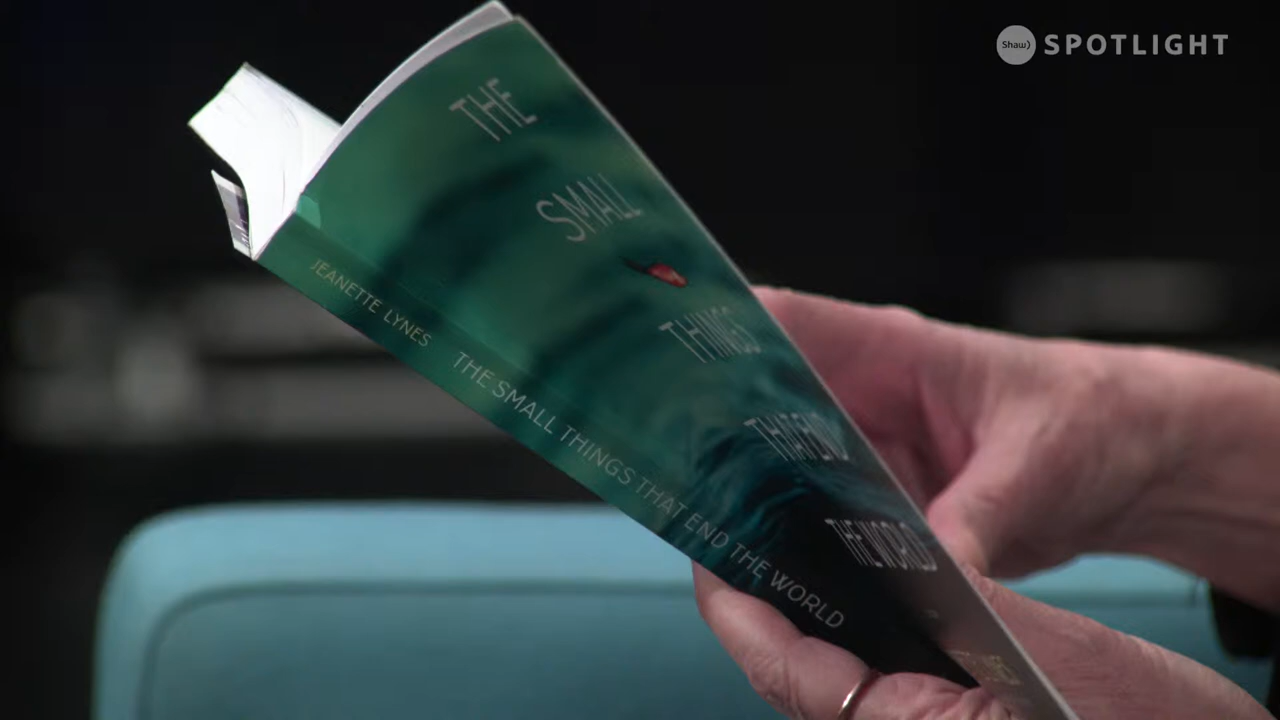 Shaw) SPOTLIGHT
THE
SMALL
THINGS
THAT END
THE WORLD
JEANETTE LYNES THE SMALL THINGS THAT END THE WORLD